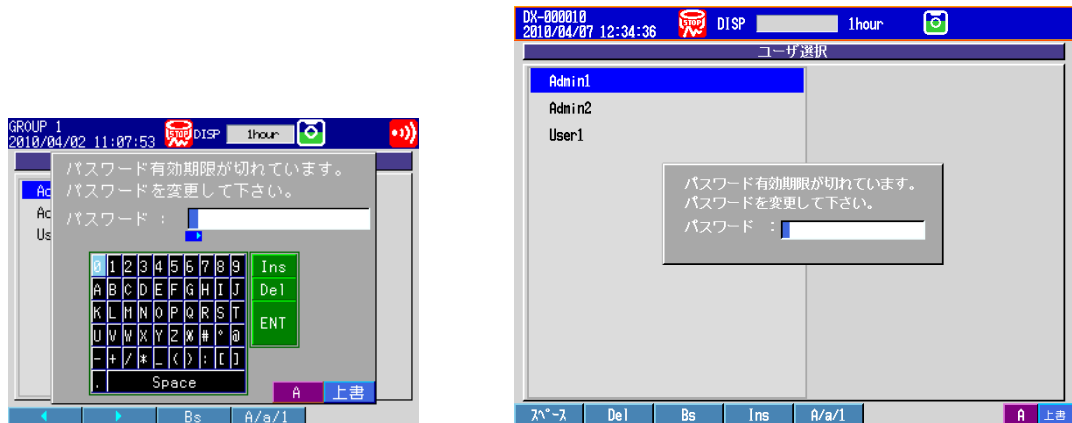 GROUP 1
2010/04/02 11:07:53
STOP
DISP
1hour
パスワード有効期限が切れています。
パスワードを変更して下さい。
パスワード :
Ad
Ac
Us
0 1 2 3 4 5 6 7 8 9
A B C D E F G H I J
K L M N O P Q R S T
U V W X Y Z % # ° @
- + / * _ ( ) : [ ]
. Space
Ins
Del
ENT
A
上書
Bs
A/a/1
DX-000010
2010/04/07 12:34:36
STOP
DISP
1hour
ユーザ選択
Admin1
Admin2
User1
パスワード有効期限が切れています。
パスワードを変更して下さい。
パスワード :
スペース
Del
Bs
Ins
A/a/1
A
上書